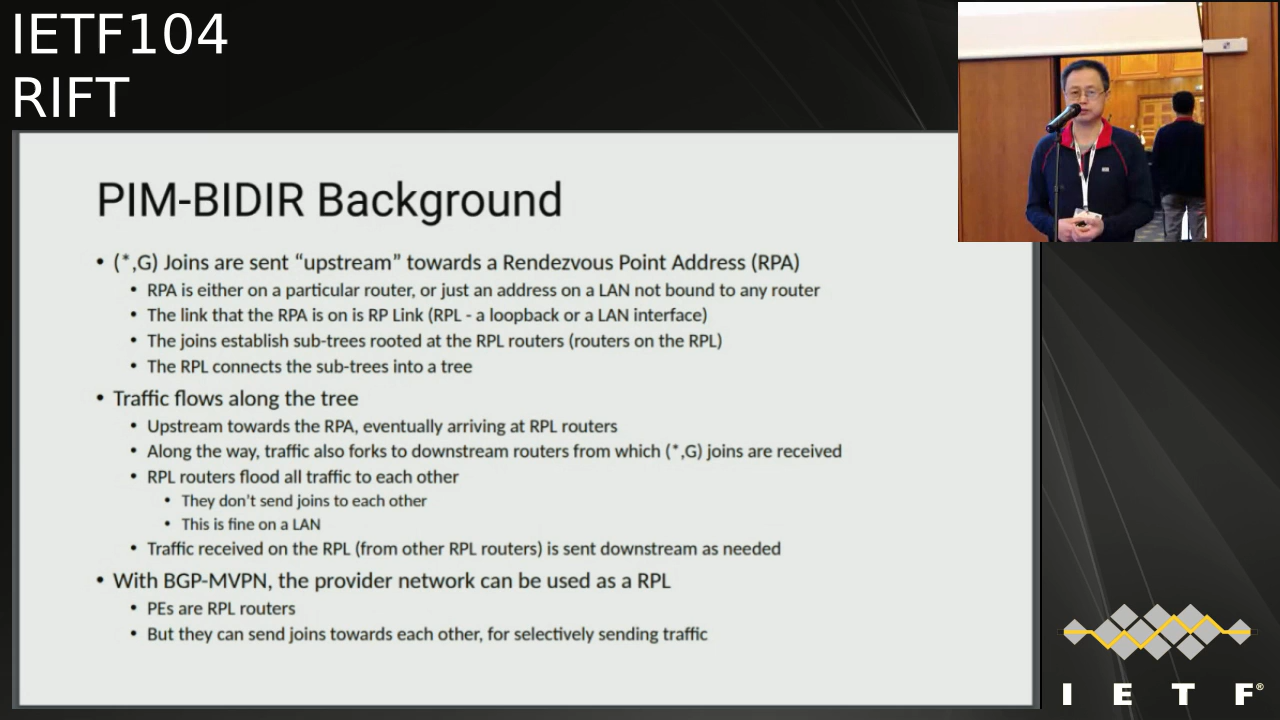 IETF104
RIFT
PIM-BIDIR Background
• (*,G) Joins are sent “upstream” towards a Rendezvous Point Address (RPA)
• RPA is either on a particular router, or just an address on a LAN not bound to any router
• The link that the RPA is on is RP Link (RPL - a loopback or a LAN interface)
• The joins establish sub-trees rooted at the RPL routers (routers on the RPL)
• The RPL connects the sub-trees into a tree
• Traffic flows along the tree
• Upstream towards the RPA, eventually arriving at RPL routers
• Along the way, traffic also forks to downstream routers from which (*,G) joins are received
• RPL routers flood all traffic to each other
• They don’t send joins to each other
• This is fine on a LAN
• Traffic received on the RPL (from other RPL routers) is sent downstream as needed
• With BGP-MVPN, the provider network can be used as a RPL
• PEs are RPL routers
• But they can send joins towards each other, for selectively sending traffic
I E T F®